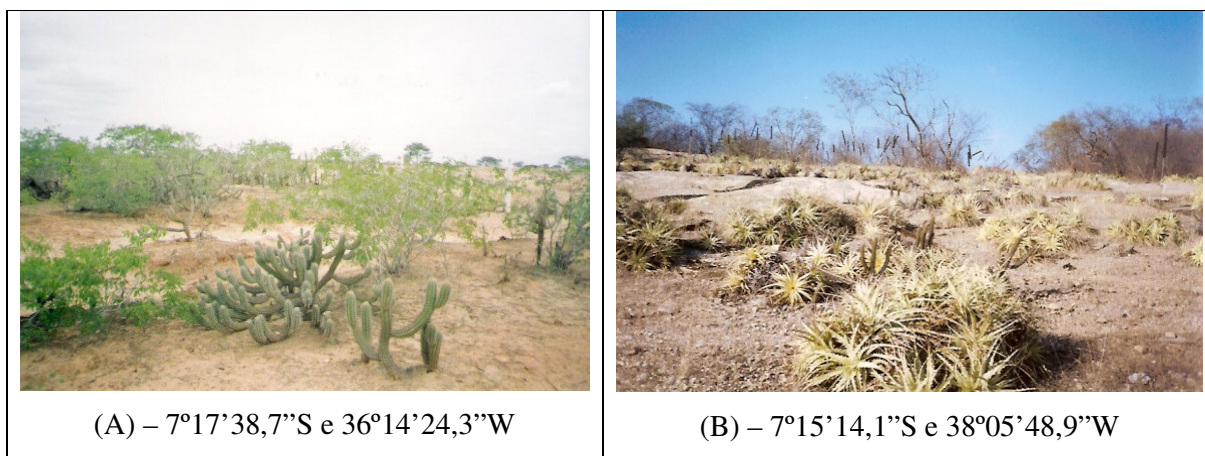 (A) – 7º17’38,7”S e 36º14’24,3”W
(B) – 7º15’14,1”S e 38º05’48,9”W